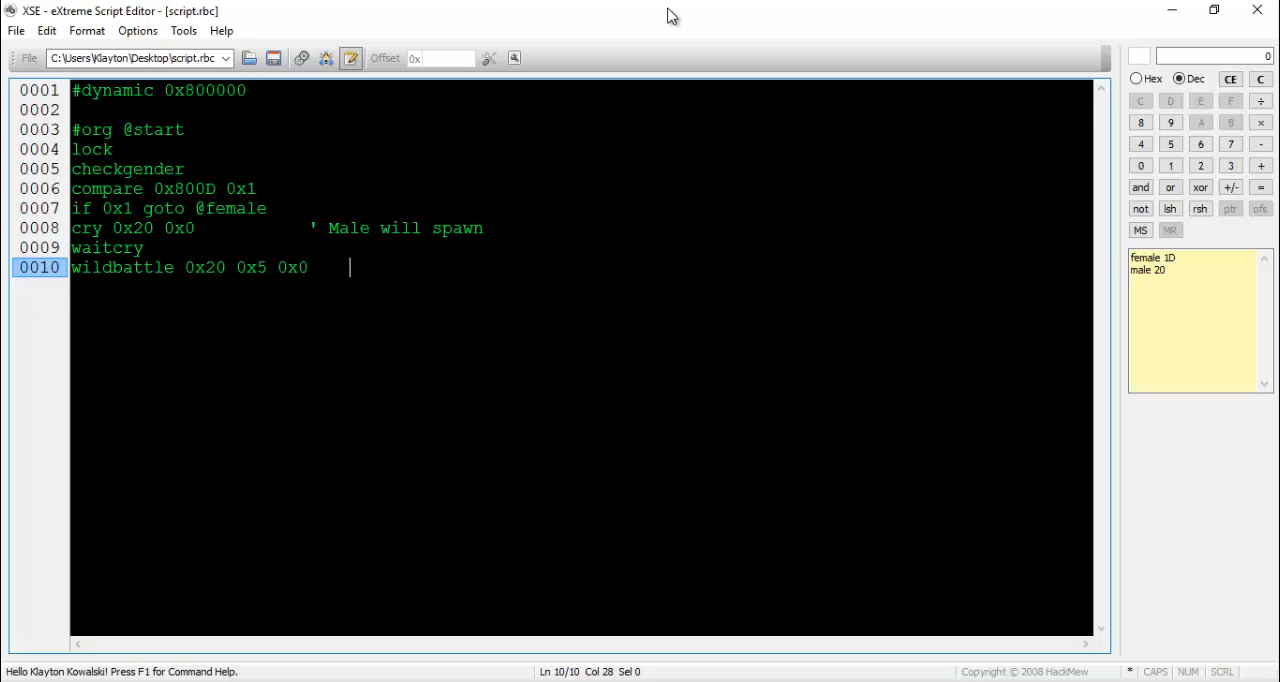 XSE - eXtreme Script Editor - [script.rbc]
File Edit Format Options Tools Help
File C:\Users\Klayton\Desktop\script.rbc Offset 0x
0
Hex Dec CE C
C D E F ÷
8 9 A B ×
4 5 6 7 -
0 1 2 3 +
and or xor +/- =
not lsh rsh ptr ofs
MS MR
female 1D
male 20
0001 #dynamic 0x800000
0002
0003 #org @start
0004 lock
0005 checkgender
0006 compare 0x800D 0x1
0007 if 0x1 goto @female
0008 cry 0x20 0x0 ' Male will spawn
0009 waitcry
0010 wildbattle 0x20 0x5 0x0
Hello Klayton Kowalski! Press F1 for Command Help. Ln 10/10 Col 28 Sel 0 Copyright © 2008 HackMew * CAPS NUM SCRL